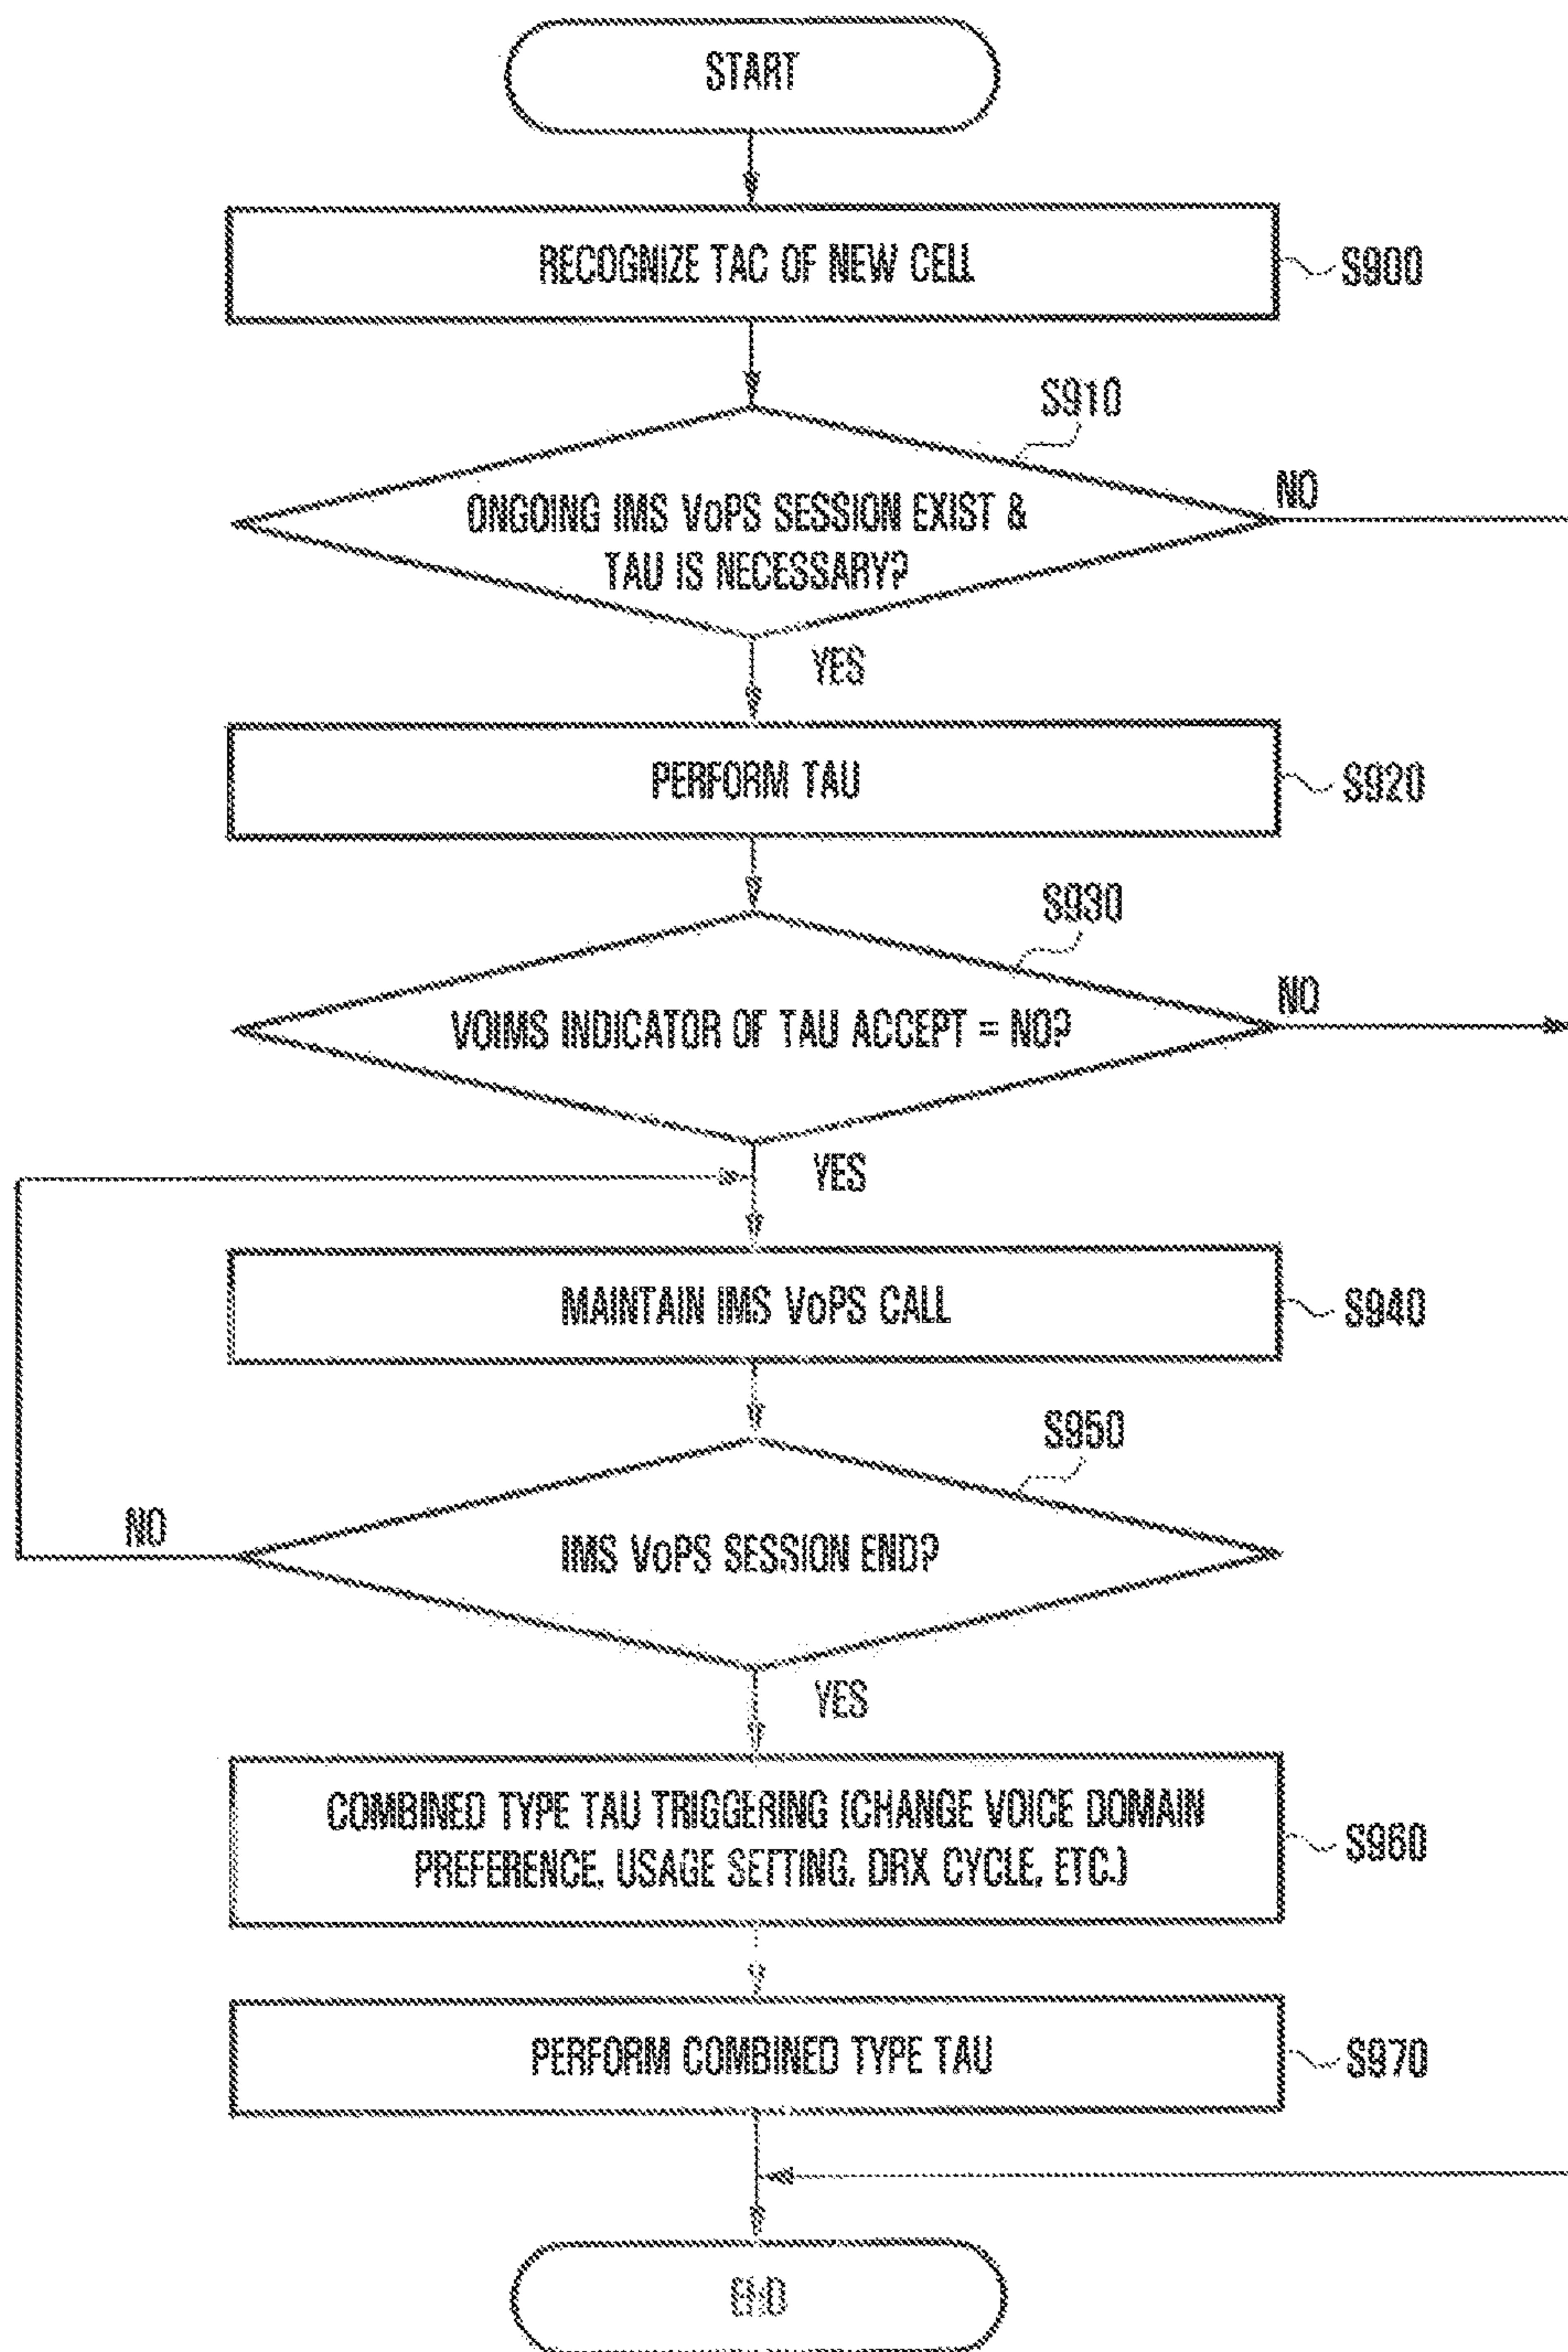 START
RECOGNIZE TAC OF NEW CELL
S900
S910
ONGOING IMS VoPS SESSION EXIST &
TAU IS NECESSARY?
NO
YES
PERFORM TAU
S920
S930
VOIMS INDICATOR OF TAU ACCEPT = NO?
NO
YES
MAINTAIN IMS VoPS CALL
S940
S950
IMS VoPS SESSION END?
NO
YES
COMBINED TYPE TAU TRIGGERING (CHANGE VOICE DOMAIN
PREFERENCE, USAGE SETTING, DRX CYCLE, ETC.)
S960
PERFORM COMBINED TYPE TAU
S970
END